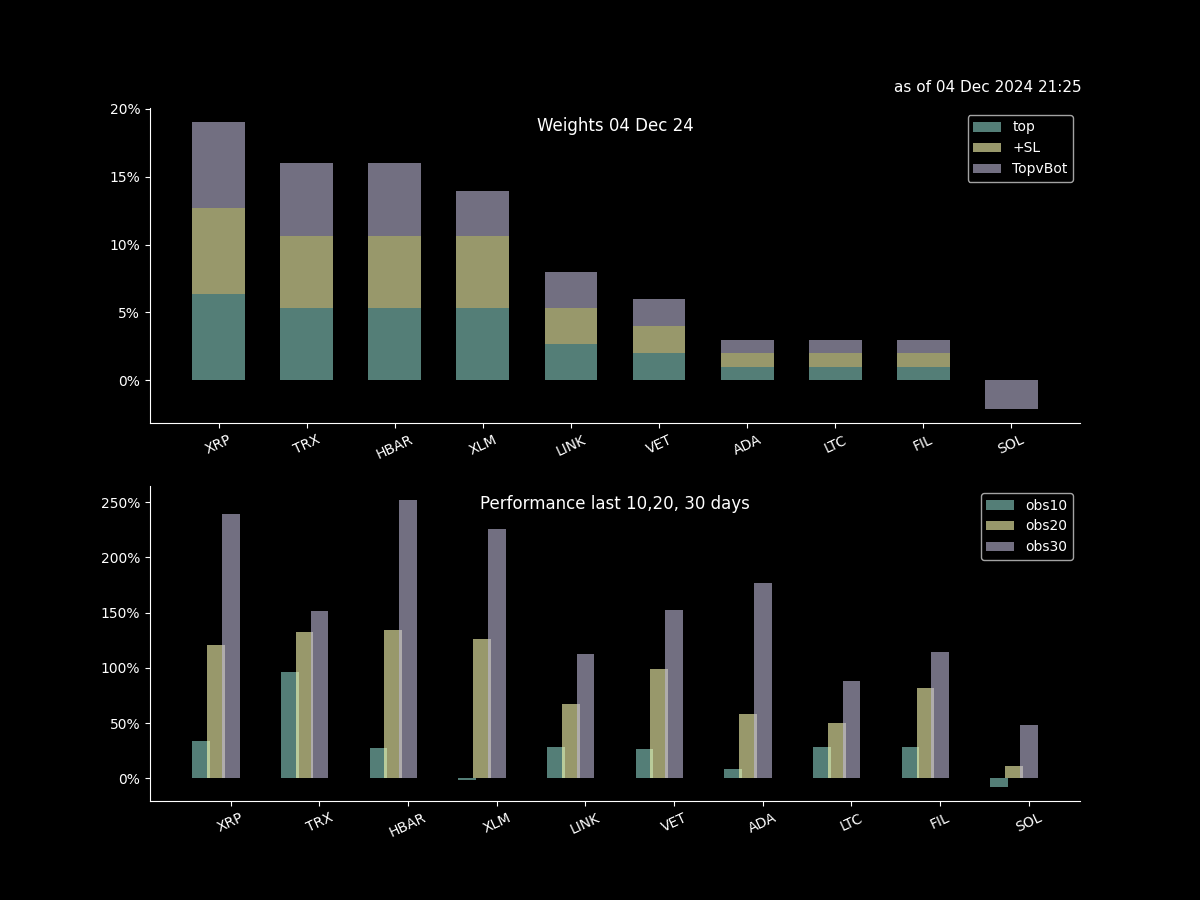 as of 04 Dec 2024 21:25
Weights 04 Dec 24
top
+SL
TopvBot
20%
15%
10%
5%
0%
XRP TRX HBAR XLM LINK VET ADA LTC FIL SOL
Performance last 10,20, 30 days
obs10
obs20
obs30
250%
200%
150%
100%
50%
0%
XRP TRX HBAR XLM LINK VET ADA LTC FIL SOL